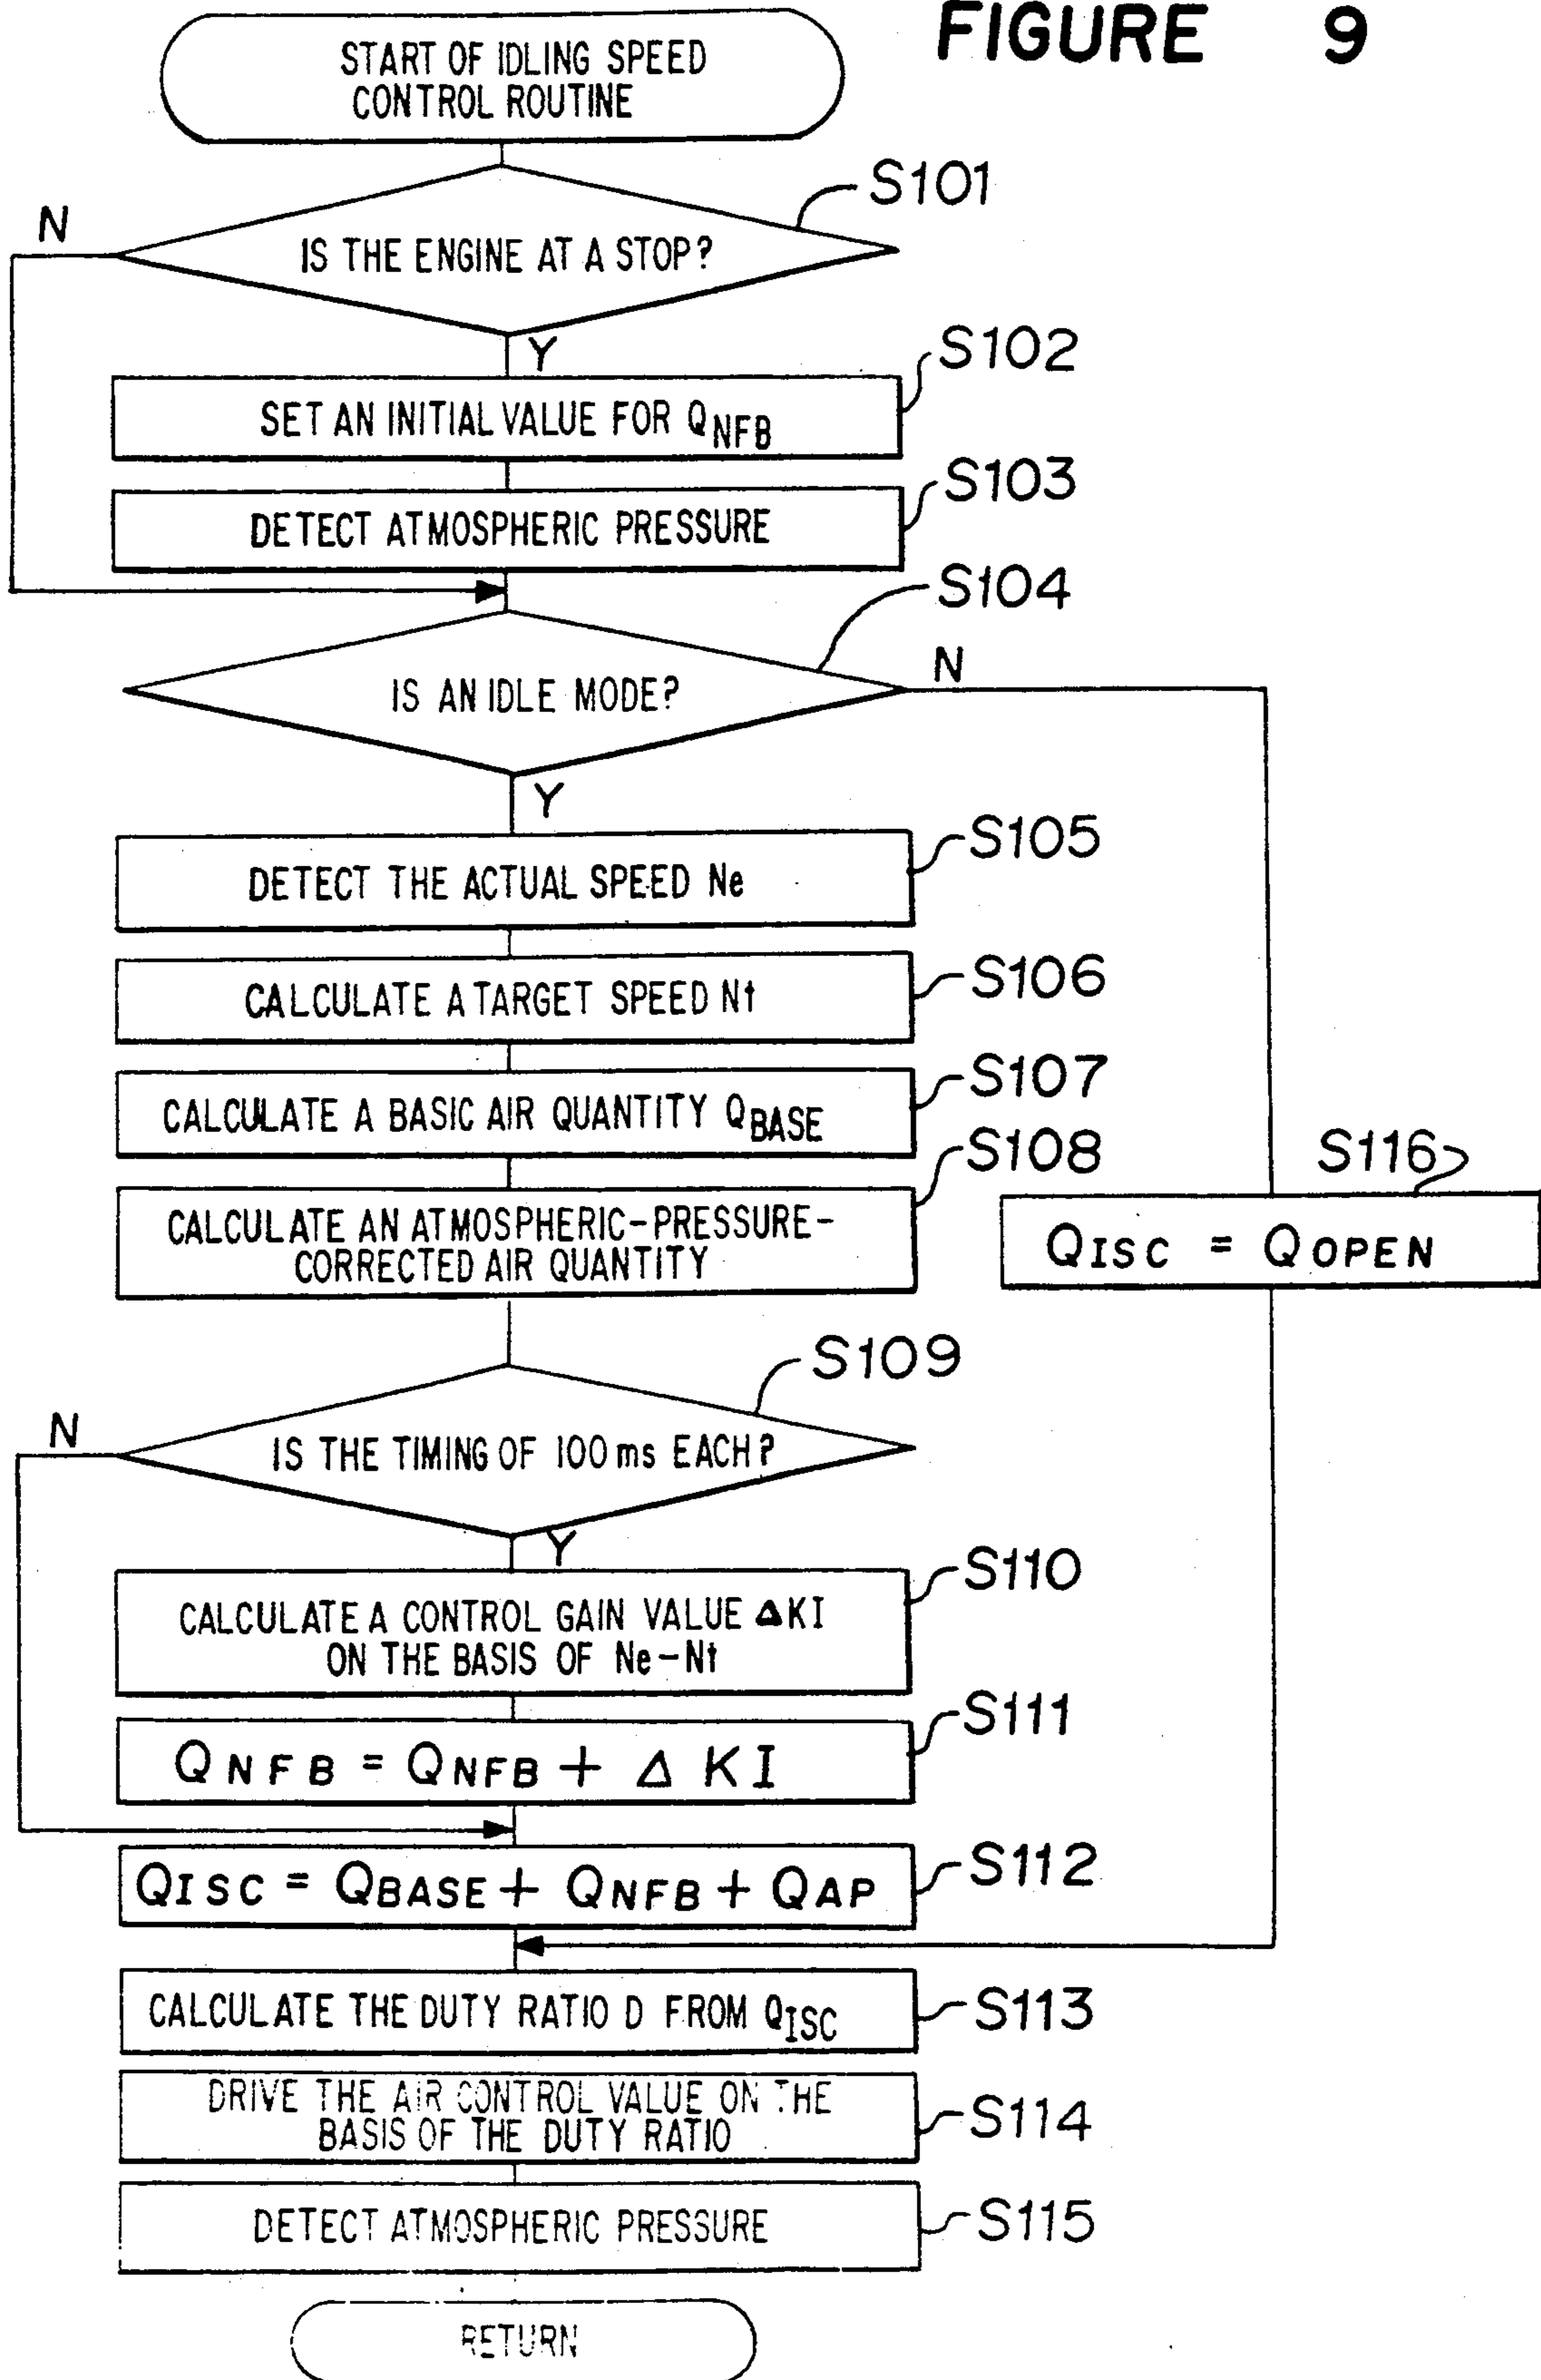 FIGURE 9
START OF IDLING SPEED
CONTROL ROUTINE
S101
N
IS THE ENGINE AT A STOP?
Y
S102
SET AN INITIAL VALUE FOR QNFB
S103
DETECT ATMOSPHERIC PRESSURE
S104
N
IS AN IDLE MODE?
Y
S105
DETECT THE ACTUAL SPEED Ne
S106
CALCULATE A TARGET SPEED Nt
S107
CALCULATE A BASIC AIR QUANTITY QBASE
S108
CALCULATE AN ATMOSPHERIC-PRESSURE-
CORRECTED AIR QUANTITY
S116
QISC = QOPEN
S109
N
IS THE TIMING OF 100ms EACH?
Y
S110
CALCULATE A CONTROL GAIN VALUE ΔKI
ON THE BASIS OF Ne-Nt
S111
QNFB = QNFB + Δ KI
S112
QISC = QBASE + QNFB + QAP
S113
CALCULATE THE DUTY RATIO D FROM QISC
S114
DRIVE THE AIR CONTROL VALUE ON THE
BASIS OF THE DUTY RATIO
S115
DETECT ATMOSPHERIC PRESSURE
RETURN